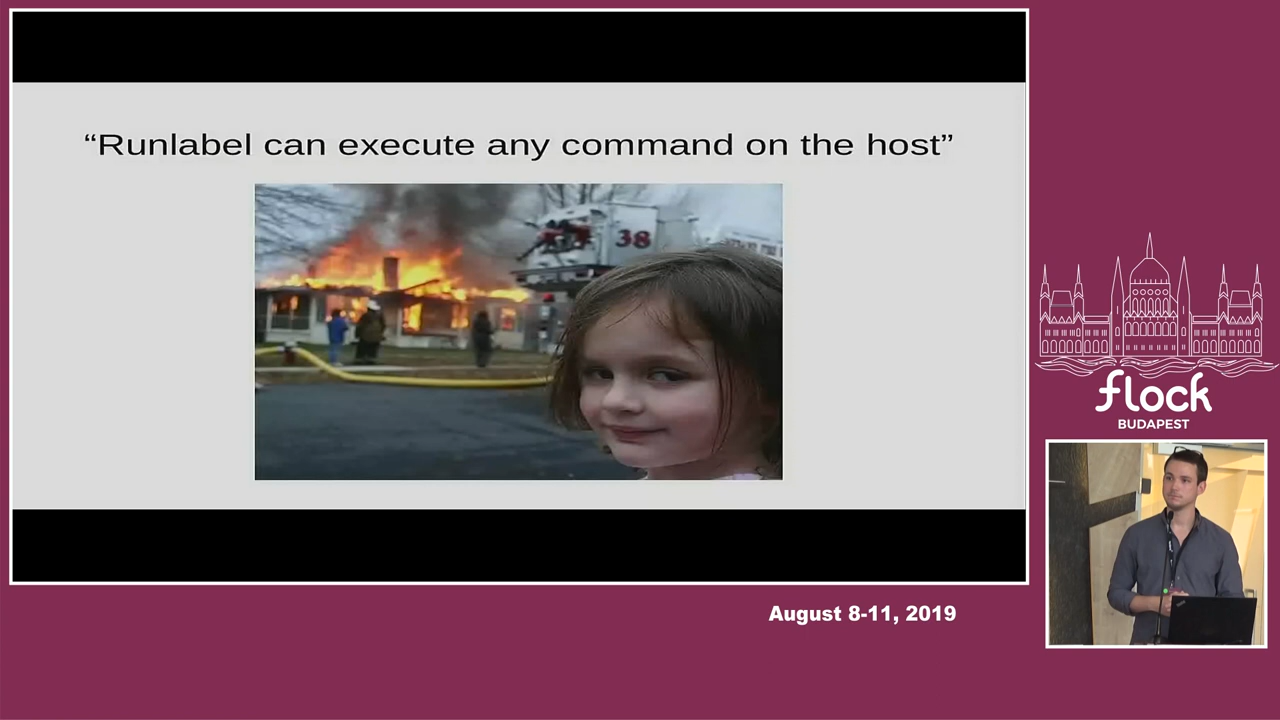 “Runlabel can execute any command on the host”
38
flock
BUDAPEST
August 8-11, 2019